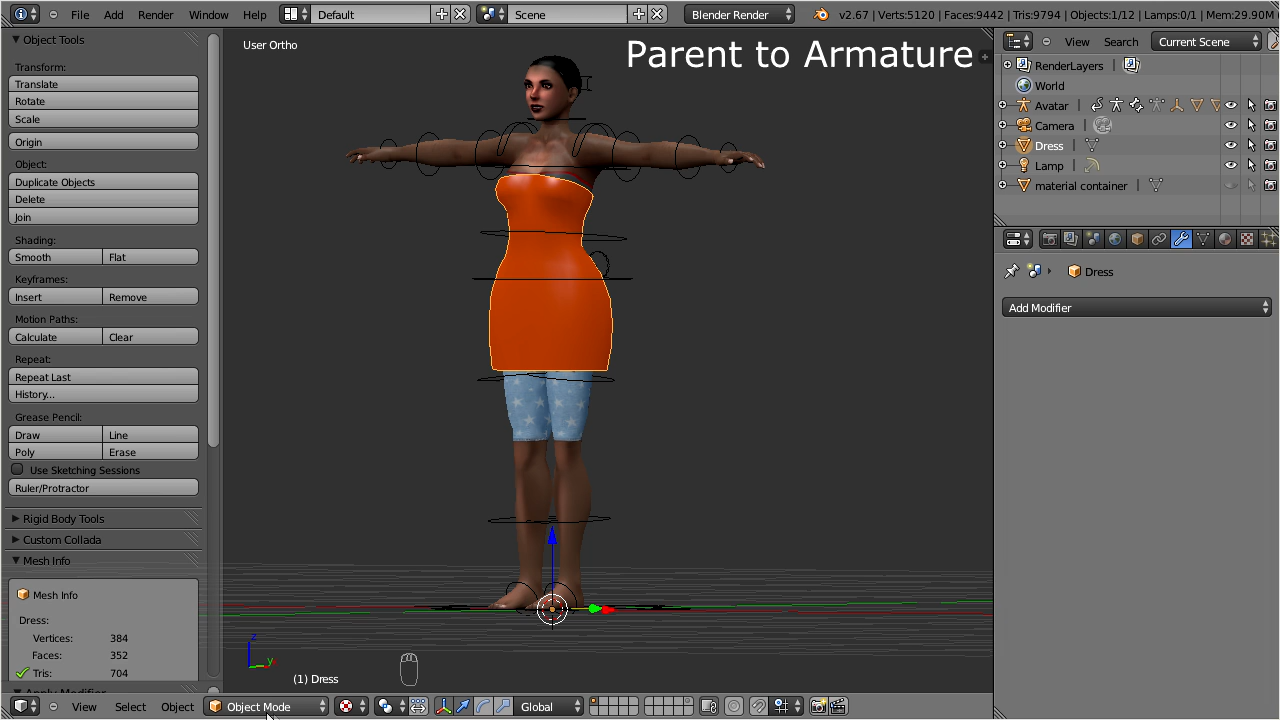 File Add Render Window Help Default Scene Blender Render v2.67 | Verts:5120 | Faces:9442 | Tris:9794 | Objects:1/12 | Lamps:0/1 | Mem:29.90M
Object Tools
Transform:
Translate
Rotate
Scale
Origin
Object:
Duplicate Objects
Delete
Join
Shading:
Smooth Flat
Keyframes:
Insert Remove
Motion Paths:
Calculate Clear
Repeat:
Repeat Last
History...
Grease Pencil:
Draw Line
Poly Erase
Use Sketching Sessions
Ruler/Protractor
Rigid Body Tools
Custom Collada
Mesh Info
Mesh Info
Dress:
Vertices: 384
Faces: 352
Tris: 704
Apply Modifier
User Ortho
Parent to Armature
z
y
(1) Dress
View Select Object Object Mode Global
View Search Current Scene
RenderLayers |
World
Avatar |
Camera |
Dress |
Lamp |
material container |
Dress
Add Modifier